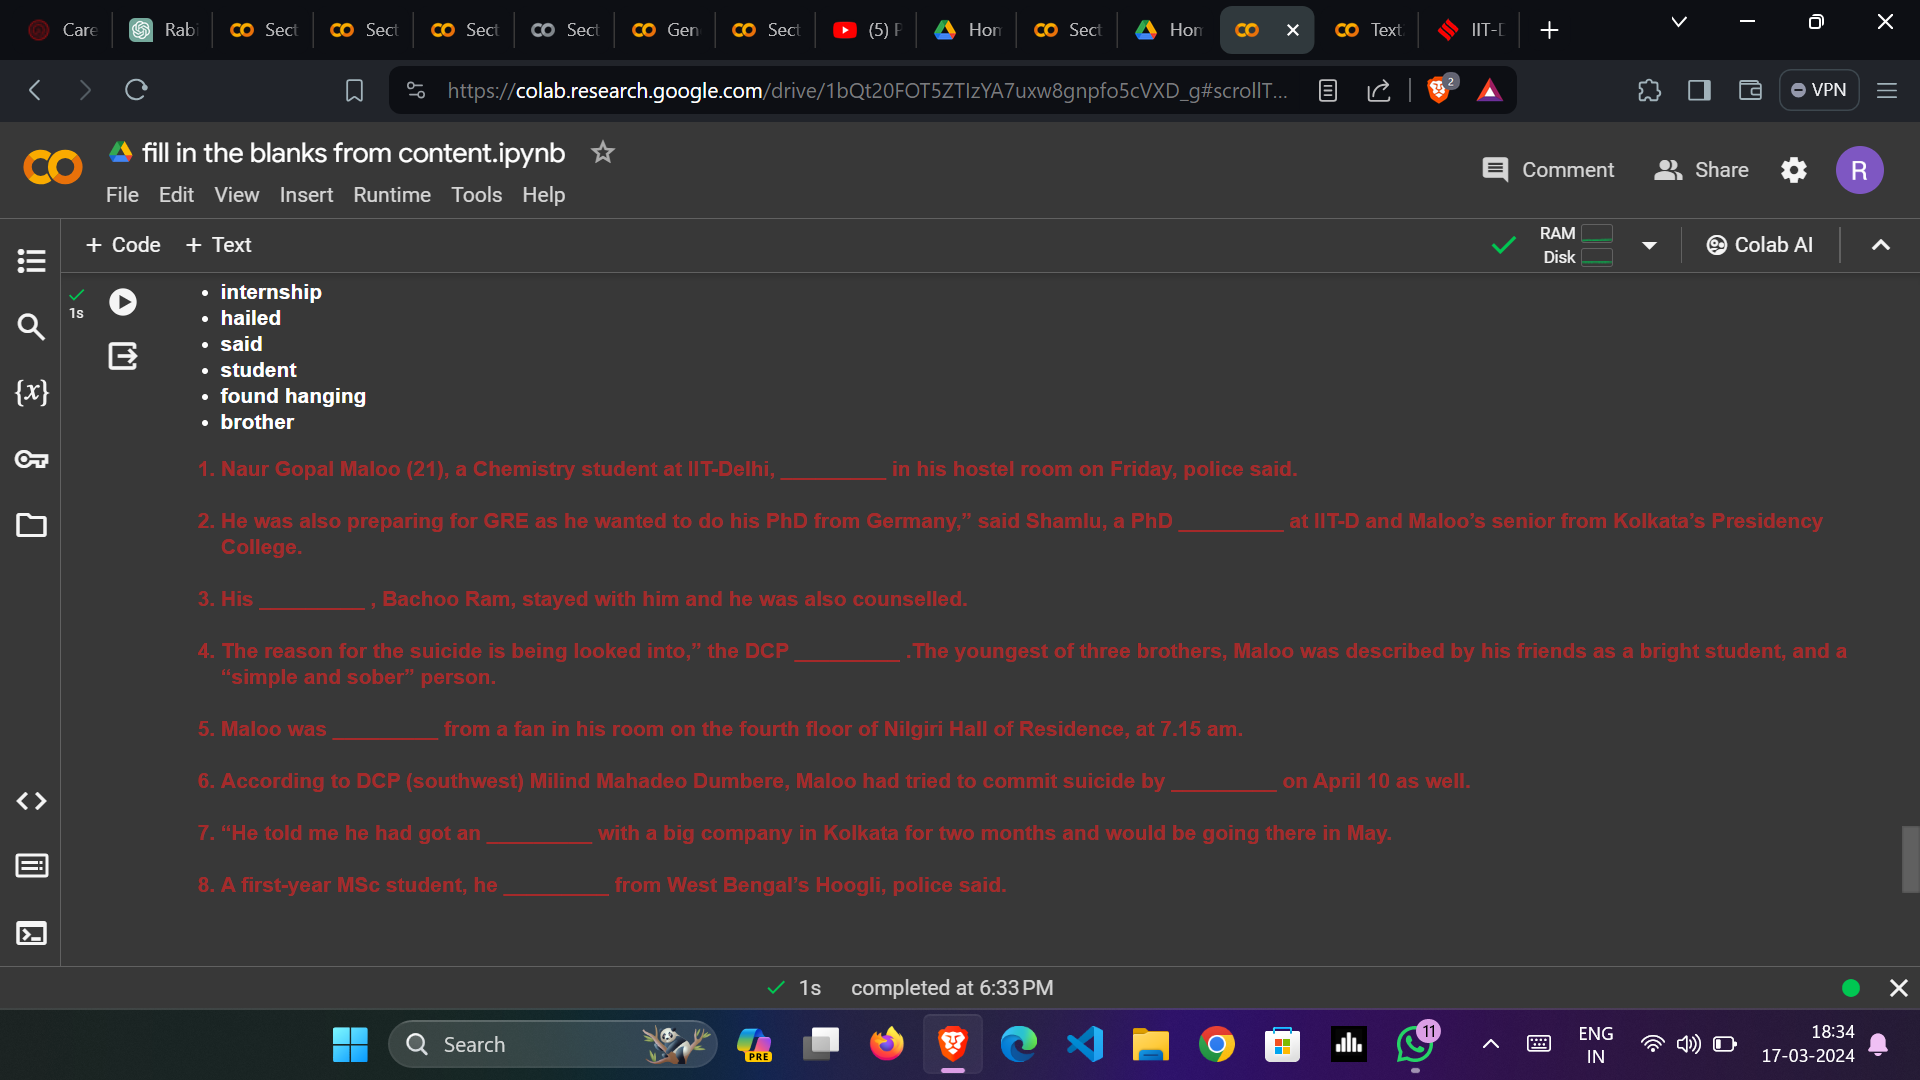 Care
Rabi
Sect
Sect
Sect
Sect
Gen
Sect
(5) P
Hom
Sect
Hom
Text
IIT-D
https://colab.research.google.com/drive/1bQt20FOT5ZTIzYA7uxw8gnpfo5cVXD_g#scrollT...
2
VPN
fill in the blanks from content.ipynb
Comment
Share
R
File Edit View Insert Runtime Tools Help
+ Code + Text
RAM
Disk
Colab AI
1s
• internship
• hailed
• said
• student
• found hanging
• brother
{x}
1. Naur Gopal Maloo (21), a Chemistry student at IIT-Delhi, _________ in his hostel room on Friday, police said.
2. He was also preparing for GRE as he wanted to do his PhD from Germany,” said Shamlu, a PhD _________ at IIT-D and Maloo’s senior from Kolkata’s Presidency
College.
3. His _________ , Bachoo Ram, stayed with him and he was also counselled.
4. The reason for the suicide is being looked into,” the DCP _________ .The youngest of three brothers, Maloo was described by his friends as a bright student, and a
“simple and sober” person.
5. Maloo was _________ from a fan in his room on the fourth floor of Nilgiri Hall of Residence, at 7.15 am.
6. According to DCP (southwest) Milind Mahadeo Dumbere, Maloo had tried to commit suicide by _________ on April 10 as well.
7. “He told me he had got an _________ with a big company in Kolkata for two months and would be going there in May.
8. A first-year MSc student, he _________ from West Bengal’s Hoogli, police said.
1s completed at 6:33 PM
Search
PRE
11
ENG
IN
18:34
17-03-2024